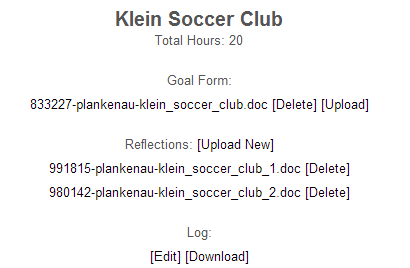 Klein Soccer Club
Total Hours: 20
Goal Form:
833227-plankenau-klein_soccer_club.doc [Delete] [Upload]
Reflections: [Upload New]
991815-plankenau-klein_soccer_club_1.doc [Delete]
980142-plankenau-klein_soccer_club_2.doc [Delete]
Log:
[Edit] [Download]